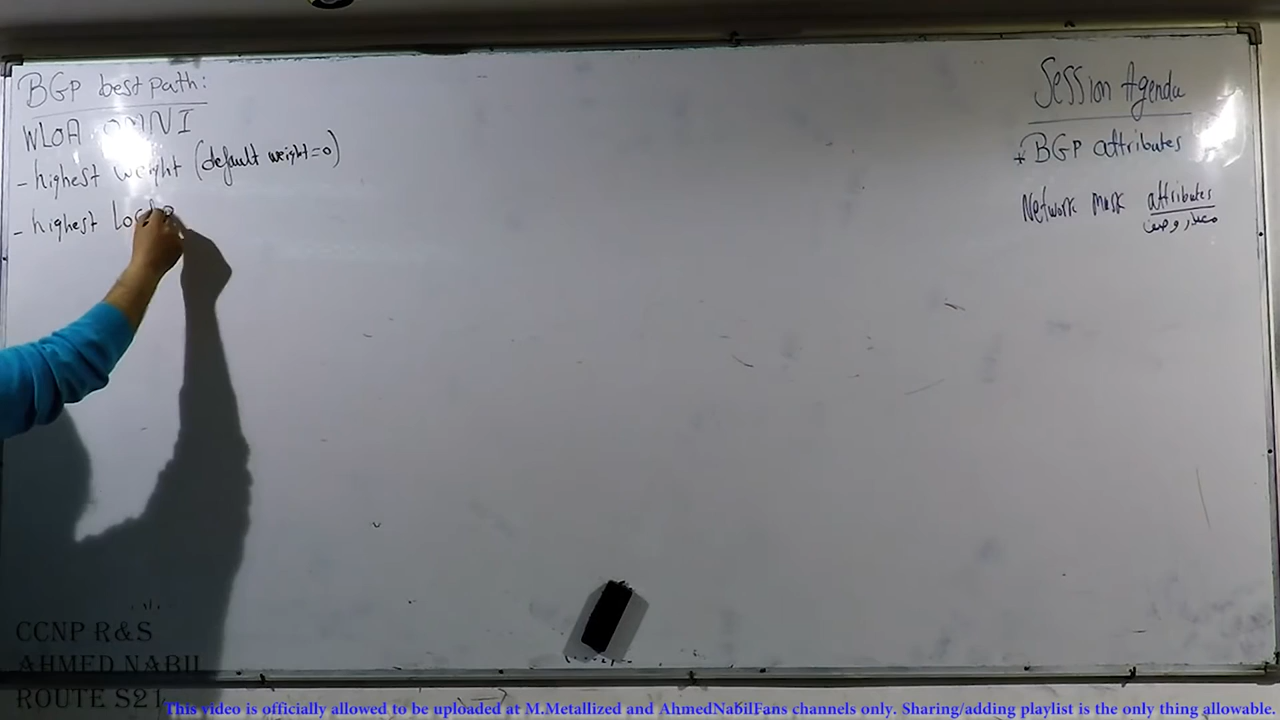 BGP best path:
WLOA OMNI
- highest weight (default weight=0)
- highest Local
Session Agenda
* BGP attributes
Network Mask attributes
CCNP R&S
AHMED NABIL
ROUTE S21
This video is officially allowed to be uploaded at M.Metallized and AhmedNabilFans channels only. Sharing/adding playlist is the only thing allowable.